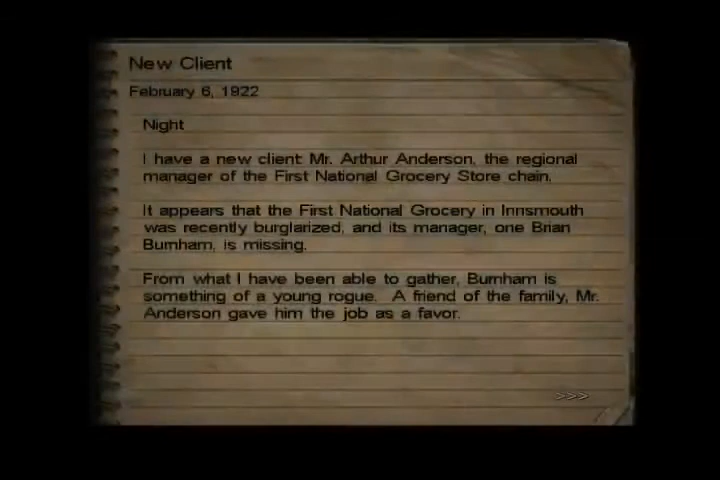 New Client
February 6, 1922
Night
I have a new client: Mr. Arthur Anderson, the regional
manager of the First National Grocery Store chain.
It appears that the First National Grocery in Innsmouth
was recently burglarized, and its manager, one Brian
Burnham, is missing.
From what I have been able to gather, Burnham is
something of a young rogue. A friend of the family, Mr.
Anderson gave him the job as a favor.
>>>